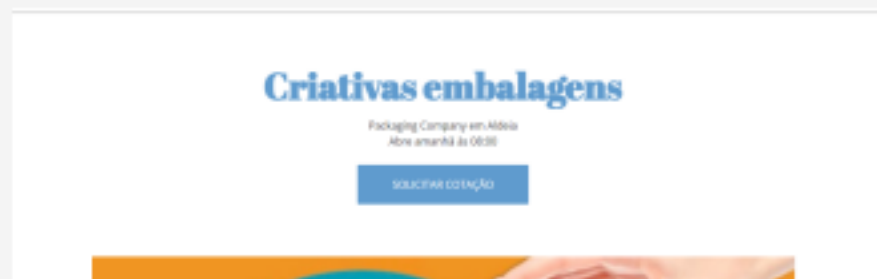 Criativas embalagens
Packaging Company em Aldeia
Abre amanhã às 08:00
SOLICITAR COTAÇÃO